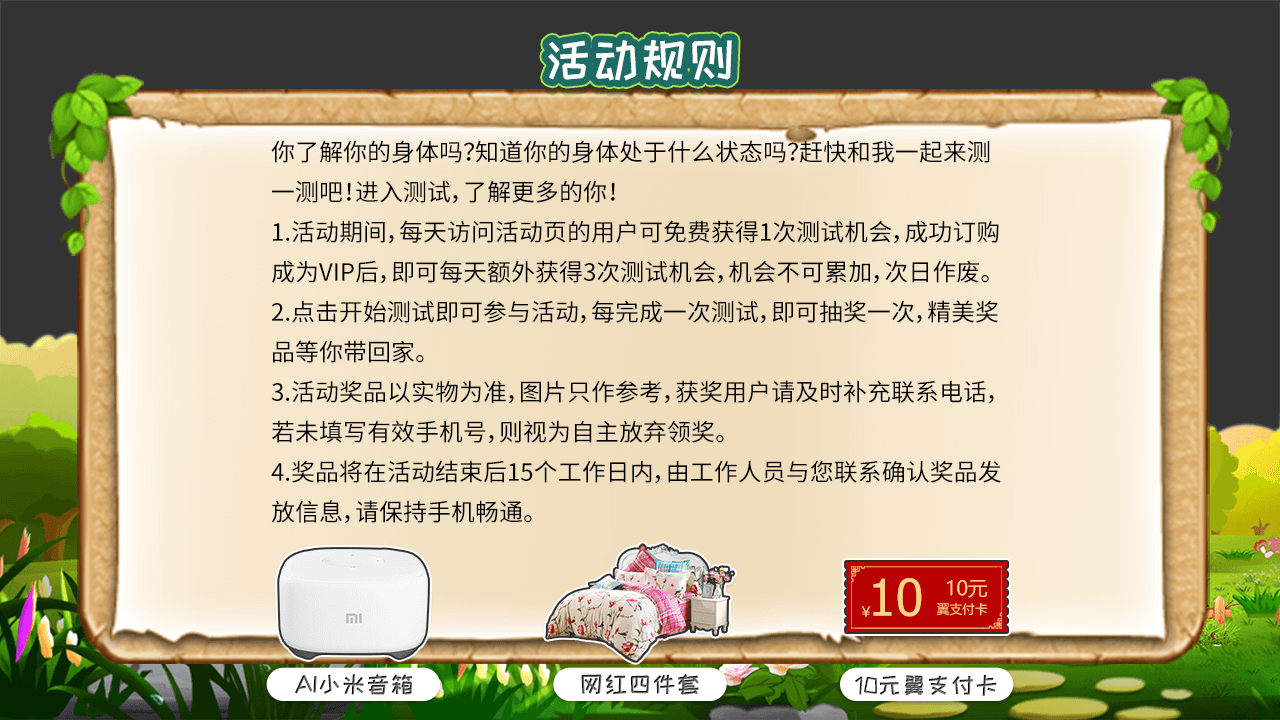 活动规则
你了解你的身体吗?知道你的身体处于什么状态吗?赶快和我一起来测
一测吧！进入测试，了解更多的你！
1.活动期间，每天访问活动页的用户可免费获得1次测试机会，成功订购
成为VIP后，即可每天额外获得3次测试机会，机会不可累加，次日作废。
2.点击开始测试即可参与活动，每完成一次测试，即可抽奖一次，精美奖
品等你带回家。
3.活动奖品以实物为准，图片只作参考，获奖用户请及时补充联系电话，
若未填写有效手机号，则视为自主放弃领奖。
4.奖品将在活动结束后15个工作日内，由工作人员与您联系确认奖品发
放信息，请保持手机畅通。
mi
¥10
10元
翼支付卡
AI小米音箱
网红四件套
10元翼支付卡